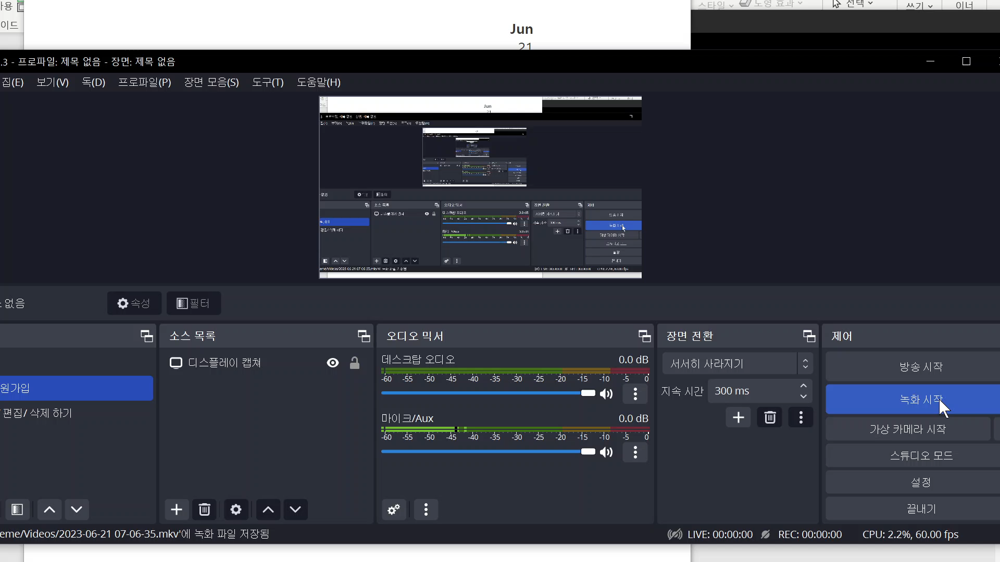 스타일
도형 효과
선택
쓰기
이너
이드
Jun
21
.3 - 프로파일: 제목 없음 - 장면: 제목 없음
집(E) 보기(V) 독(D) 프로파일(P) 장면 모음(S) 도구(T) 도움말(H)
없음
속성
필터
소스 목록
오디오 믹서
장면 전환
제어
디스플레이 캡쳐
데스크탑 오디오 0.0 dB
-60 -55 -50 -45 -40 -35 -30 -25 -20 -15 -10 -5 0
마이크/Aux 0.0 dB
-60 -55 -50 -45 -40 -35 -30 -25 -20 -15 -10 -5 0
서서히 사라지기
지속 시간 300 ms
방송 시작
녹화 시작
가상 카메라 시작
스튜디오 모드
설정
끝내기
원가입
편집/ 삭제 하기
eme/Videos/2023-06-21 07-06-35.mkv'에 녹화 파일 저장됨
LIVE: 00:00:00
REC: 00:00:00
CPU: 2.2%, 60.00 fps